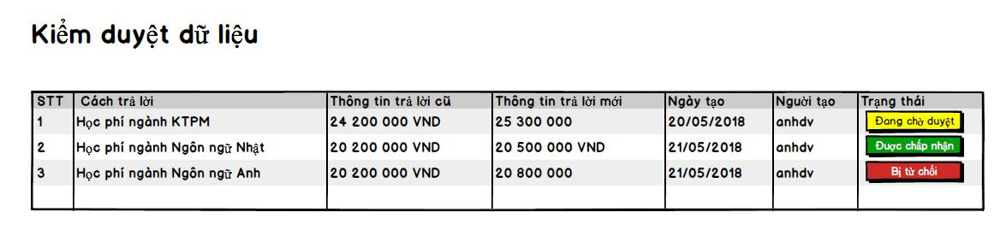 Kiểm duyệt dữ liệu
STT Cách trả lời Thông tin trả lời cũ Thông tin trả lời mới Ngày tạo Người tạo Trạng thái
1 Học phí ngành KTPM 24 200 000 VND 25 300 000 20/05/2018 anhdv Đang chờ duyệt
2 Học phí ngành Ngôn ngữ Nhật 20 200 000 VND 20 500 000 VND 21/05/2018 anhdv Được chấp nhận
3 Học phí ngành Ngôn ngữ Anh 20 200 000 VND 20 800 000 21/05/2018 anhdv Bị từ chối